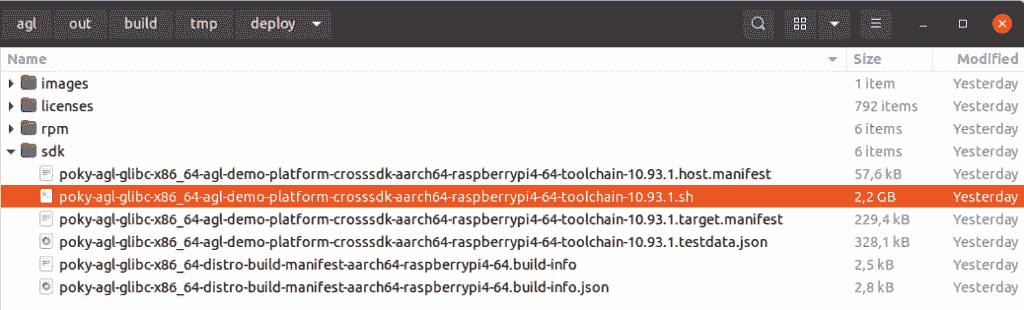 agl out build tmp deploy
Name Size Modified
images 1 item Yesterday
licenses 792 items Yesterday
rpm 6 items Yesterday
sdk 6 items Yesterday
poky-agl-glibc-x86_64-agl-demo-platform-crosssdk-aarch64-raspberrypi4-64-toolchain-10.93.1.host.manifest 57,6 kB Yesterday
poky-agl-glibc-x86_64-agl-demo-platform-crosssdk-aarch64-raspberrypi4-64-toolchain-10.93.1.sh 2,2 GB Yesterday
poky-agl-glibc-x86_64-agl-demo-platform-crosssdk-aarch64-raspberrypi4-64-toolchain-10.93.1.target.manifest 229,4 kB Yesterday
poky-agl-glibc-x86_64-agl-demo-platform-crosssdk-aarch64-raspberrypi4-64-toolchain-10.93.1.testdata.json 328,1 kB Yesterday
poky-agl-glibc-x86_64-distro-build-manifest-aarch64-raspberrypi4-64.build-info 2,5 kB Yesterday
poky-agl-glibc-x86_64-distro-build-manifest-aarch64-raspberrypi4-64.build-info.json 2,8 kB Yesterday